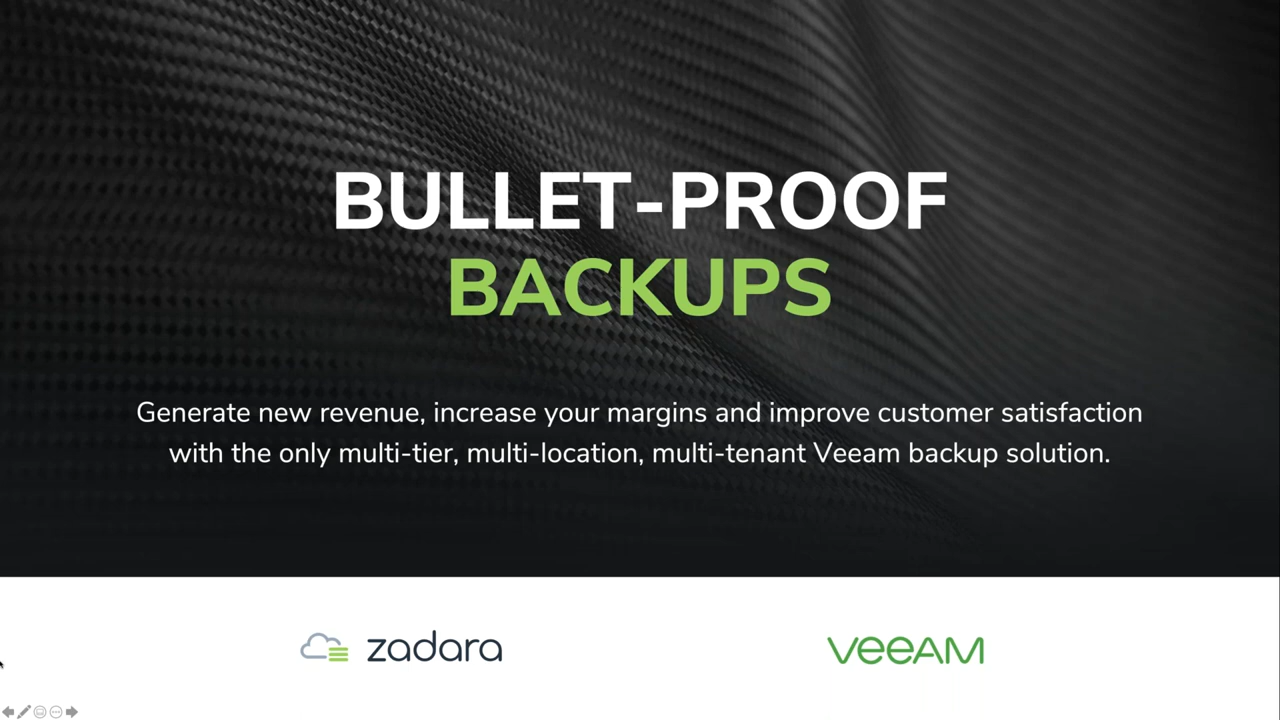 BULLET-PROOF
BACKUPS
Generate new revenue, increase your margins and improve customer satisfaction
with the only multi-tier, multi-location, multi-tenant Veeam backup solution.
zadara
veeam